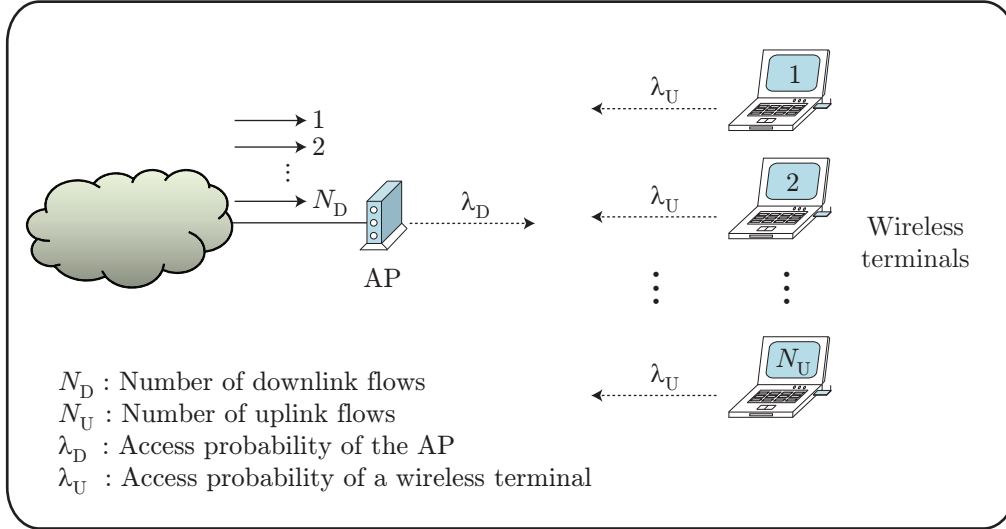 1
2
⋮
N_D
AP
λ_D
λ_U
1
λ_U
2
⋮
⋮
λ_U
N_U
Wireless
terminals
N_D : Number of downlink flows
N_U : Number of uplink flows
λ_D : Access probability of the AP
λ_U : Access probability of a wireless terminal